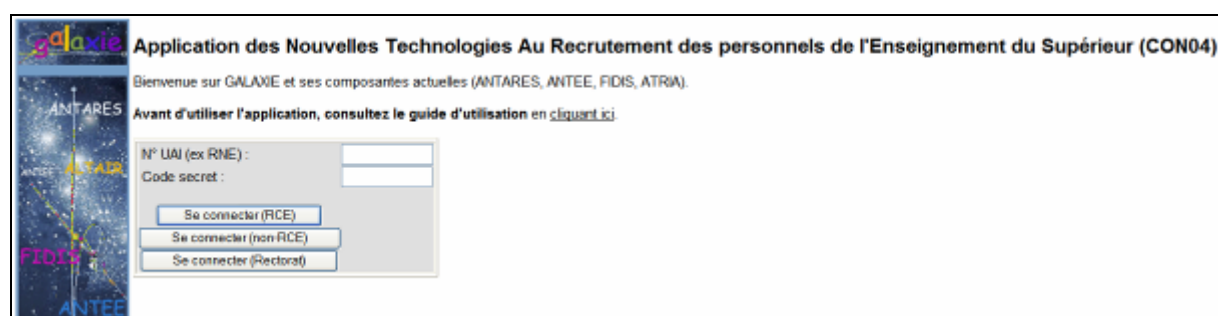 galaxie
Application des Nouvelles Technologies Au Recrutement des personnels de l'Enseignement du Supérieur (CON04)
Bienvenue sur GALAXIE et ses composantes actuelles (ANTARES, ANTEE, FIDIS, ATRIA).
ANTARES
Avant d'utiliser l'application, consultez le guide d'utilisation en cliquant ici.
N° UAI (ex RNE) :
ALTAIR
Code secret :
Se connecter (RCE)
Se connecter (non-RCE)
FIDIS
Se connecter (Rectorat)
ANTEE